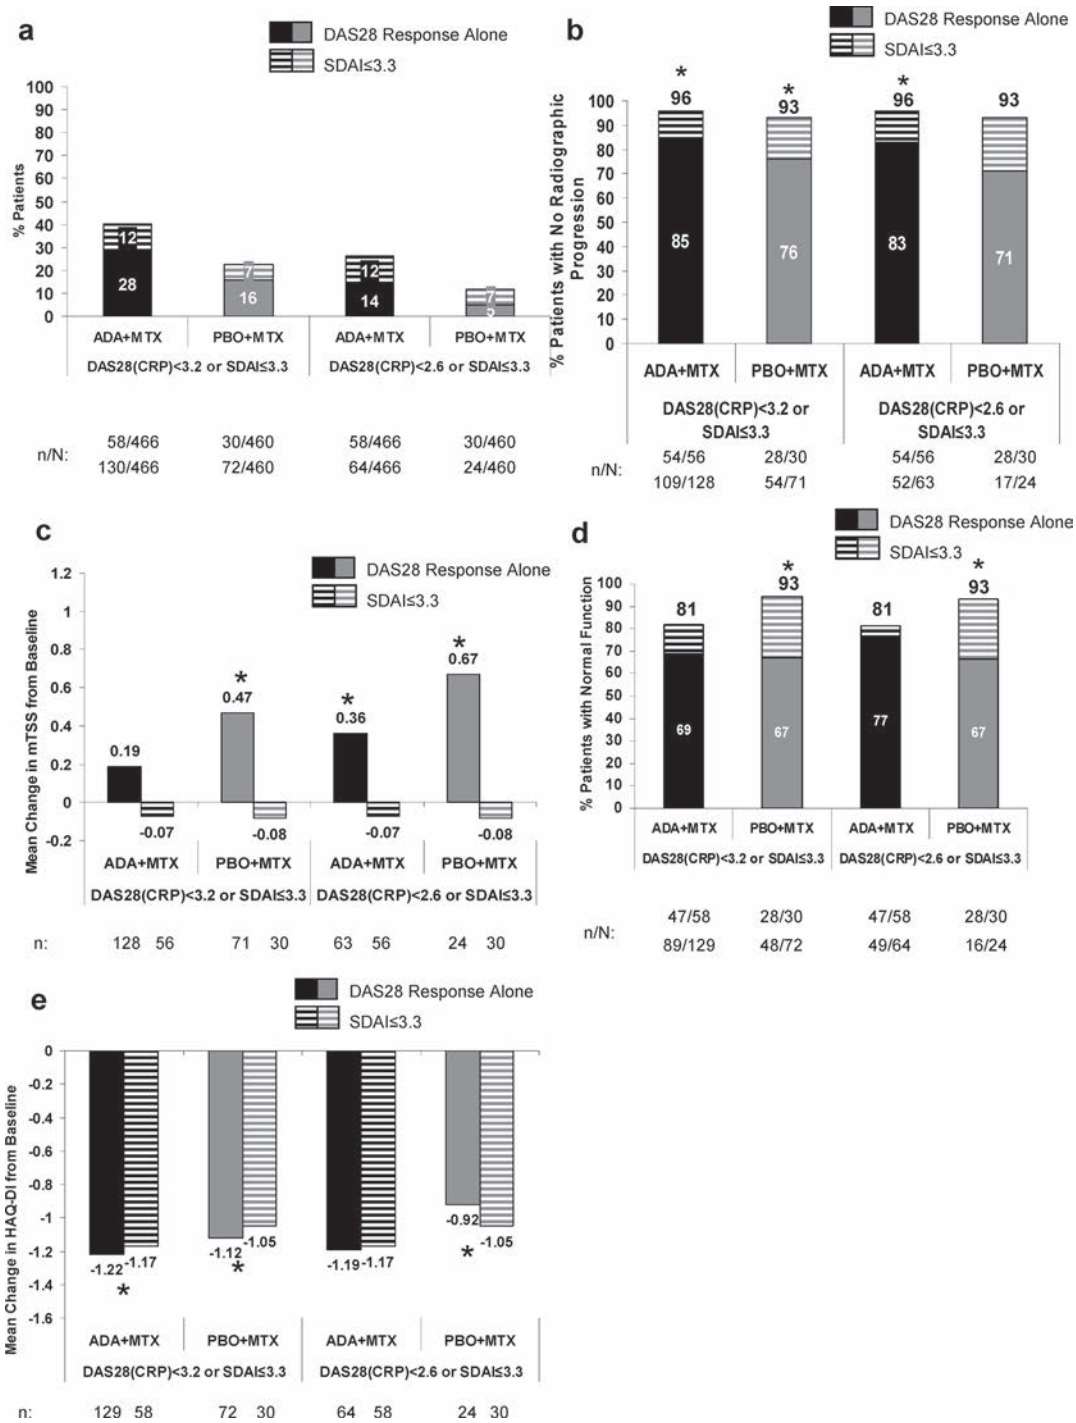 a
DAS28 Response Alone
SDAI≤3.3
% Patients
100
90
80
70
60
50
40
30
20
10
0
12
28
7
16
12
14
7
5
ADA+MTX PBO+MTX ADA+MTX PBO+MTX
DAS28(CRP)<3.2 or SDAI≤3.3 DAS28(CRP)<2.6 or SDAI≤3.3
n/N:
58/466 30/460 58/466 30/460
130/466 72/460 64/466 24/460
b
DAS28 Response Alone
SDAI≤3.3
% Patients with No Radiographic
Progression
100
90
80
70
60
50
40
30
20
10
0
* * *
96 93 96 93
85 76 83 71
ADA+MTX PBO+MTX ADA+MTX PBO+MTX
DAS28(CRP)<3.2 or DAS28(CRP)<2.6 or
SDAI≤3.3 SDAI≤3.3
n/N:
54/56 28/30 54/56 28/30
109/128 54/71 52/63 17/24
c
DAS28 Response Alone
SDAI≤3.3
Mean Change in mTSS from Baseline
1.2
1
0.8
0.6
0.4
0.2
0
-0.2
0.19
-0.07
*
0.47
-0.08
*
0.36
-0.07
*
0.67
-0.08
ADA+MTX PBO+MTX ADA+MTX PBO+MTX
DAS28(CRP)<3.2 or SDAI≤3.3 DAS28(CRP)<2.6 or SDAI≤3.3
n: 128 56 71 30 63 56 24 30
d
DAS28 Response Alone
SDAI≤3.3
% Patients with Normal Function
100
90
80
70
60
50
40
30
20
10
0
* *
81 93 81 93
69 67 77 67
ADA+MTX PBO+MTX ADA+MTX PBO+MTX
DAS28(CRP)<3.2 or SDAI≤3.3 DAS28(CRP)<2.6 or SDAI≤3.3
n/N:
47/58 28/30 47/58 28/30
89/129 48/72 49/64 16/24
e
DAS28 Response Alone
SDAI≤3.3
Mean Change in HAQ-DI from Baseline
0
-0.2
-0.4
-0.6
-0.8
-1
-1.2
-1.4
-1.6
-1.22 -1.17
*
-1.12 -1.05
*
-1.19 -1.17
-0.92 -1.05
*
ADA+MTX PBO+MTX ADA+MTX PBO+MTX
DAS28(CRP)<3.2 or SDAI≤3.3 DAS28(CRP)<2.6 or SDAI≤3.3
n: 129 58 72 30 64 58 24 30